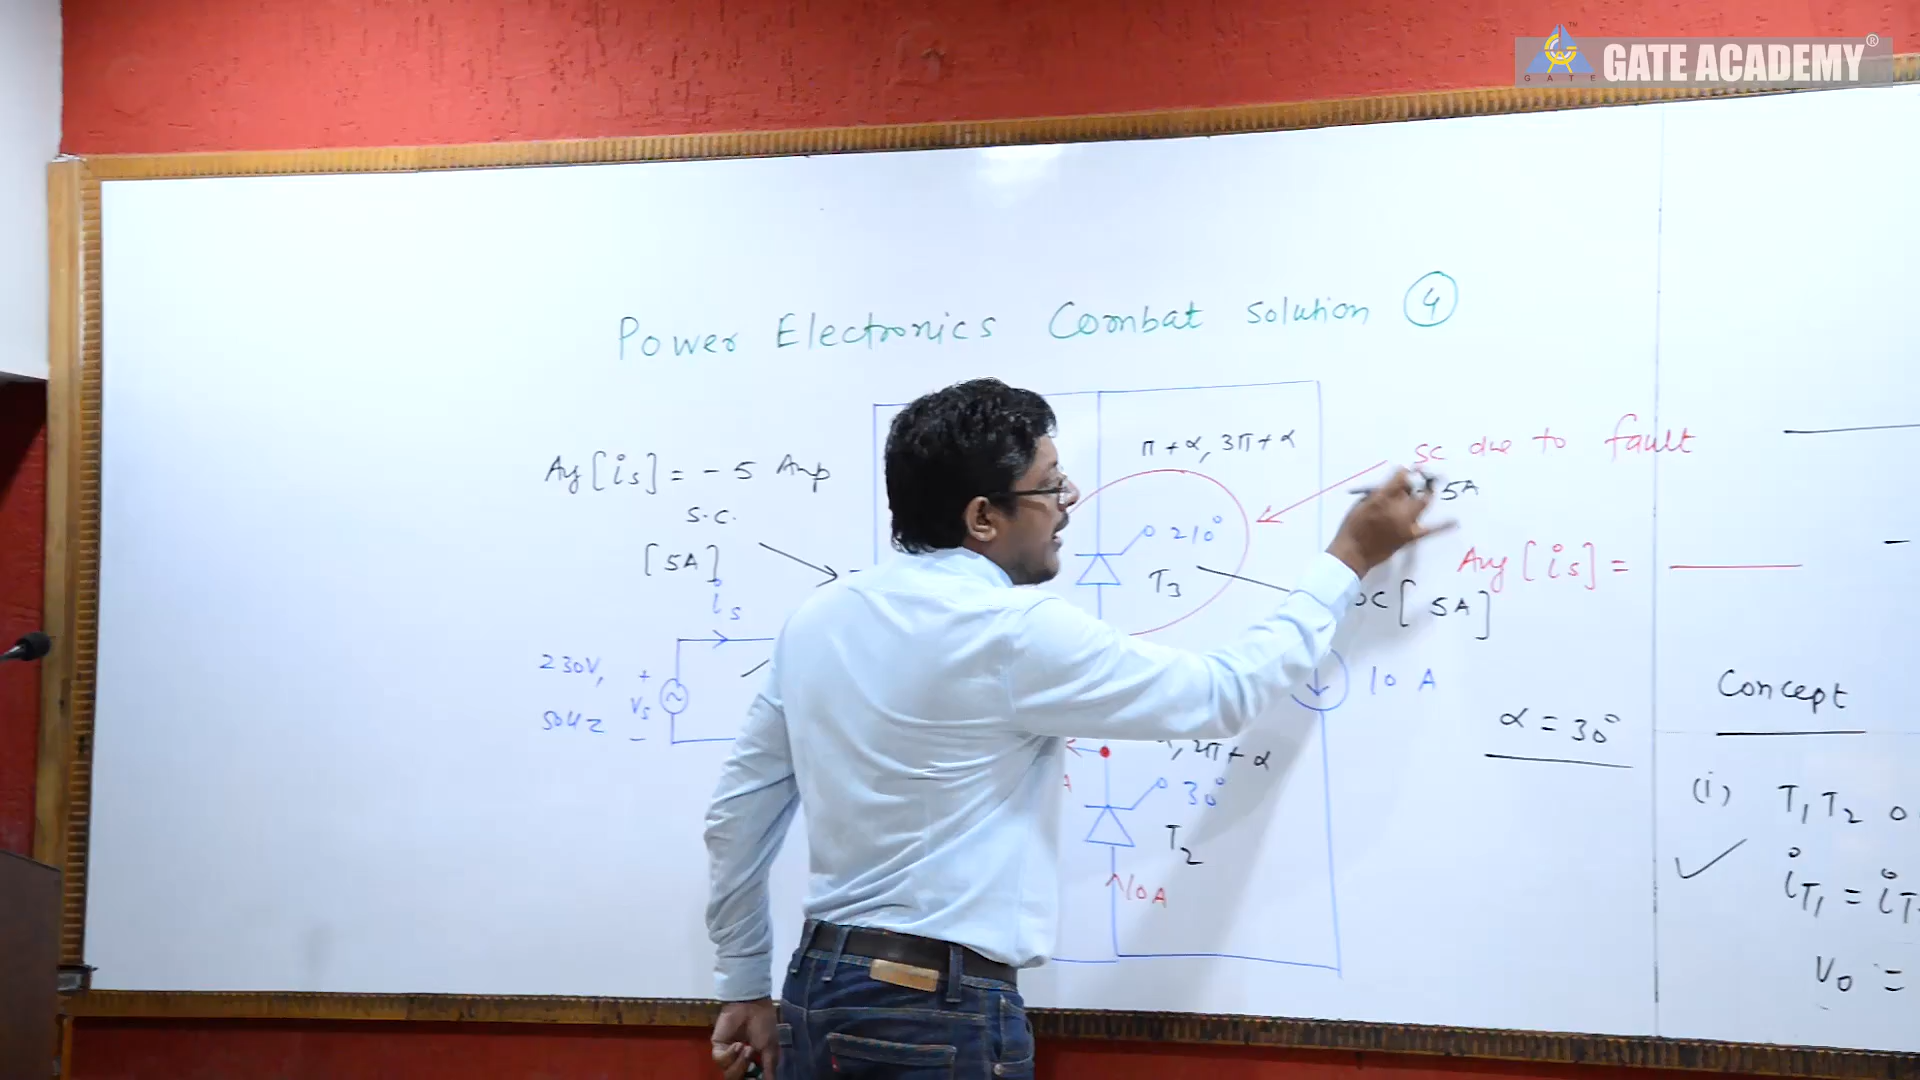 GATE ACADEMY®
GATE
Power Electronics Combat Solution 4
Avg [is] = - 5 Amp
S.C.
[5A]
is
230V,
50Hz
+
Vs
-
π+α, 3π+α
210°
T3
SC due to fault
5A
Avg [is] =
[5A]
10 A
α = 30°
, 2π+α
30°
T2
10A
Concept
(i) T1 T2
iT1 = iT
V0 =